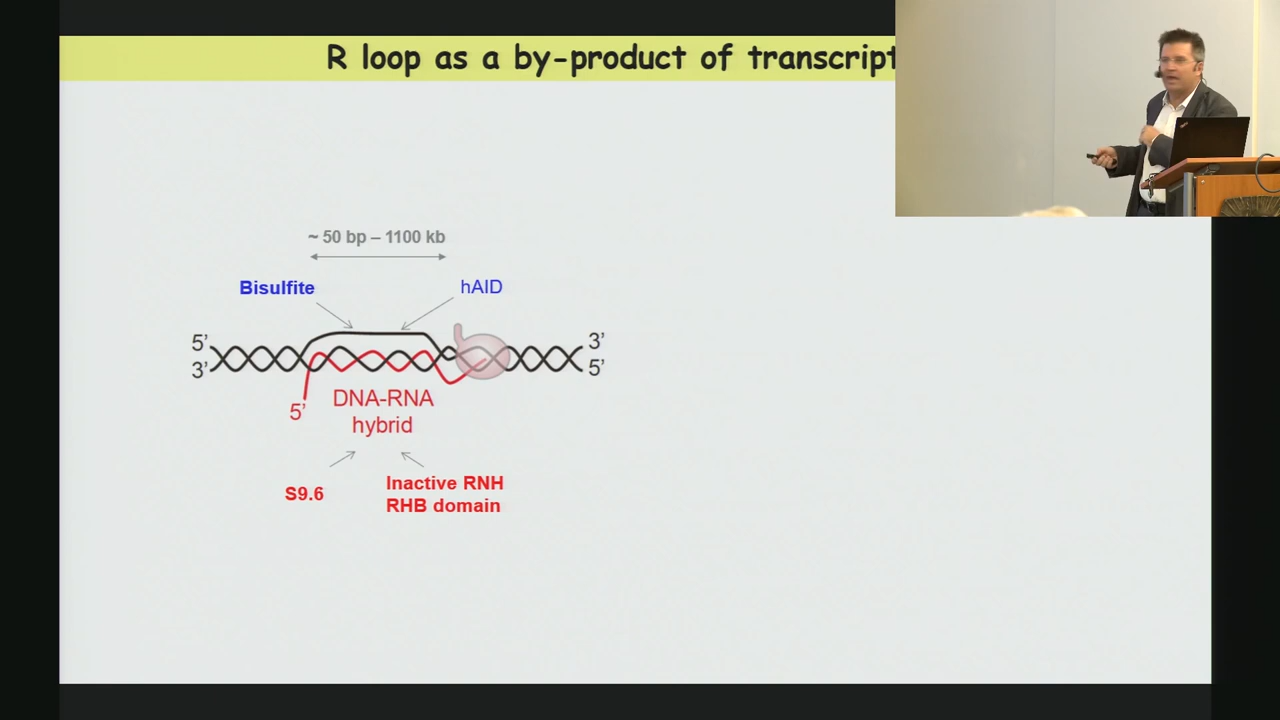 R loop as a by-product of transcript
~ 50 bp – 1100 kb
Bisulfite
hAID
5’
3’
3’
5’
5’
DNA-RNA
hybrid
S9.6
Inactive RNH
RHB domain